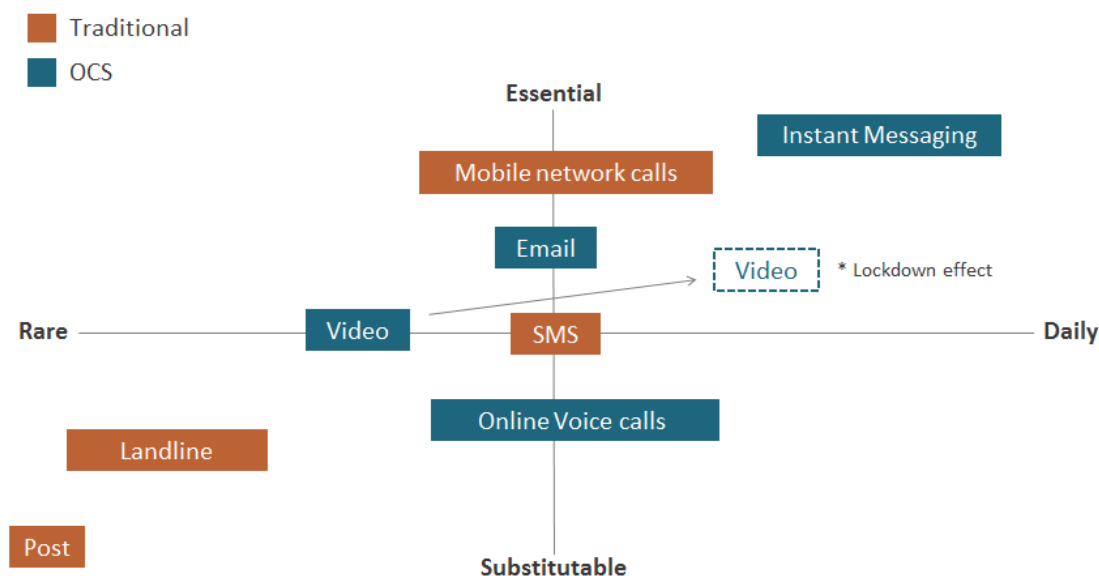 Traditional
OCS
Essential
Instant Messaging
Mobile network calls
Email
Video
* Lockdown effect
Rare
Video
SMS
Daily
Online Voice calls
Landline
Post
Substitutable